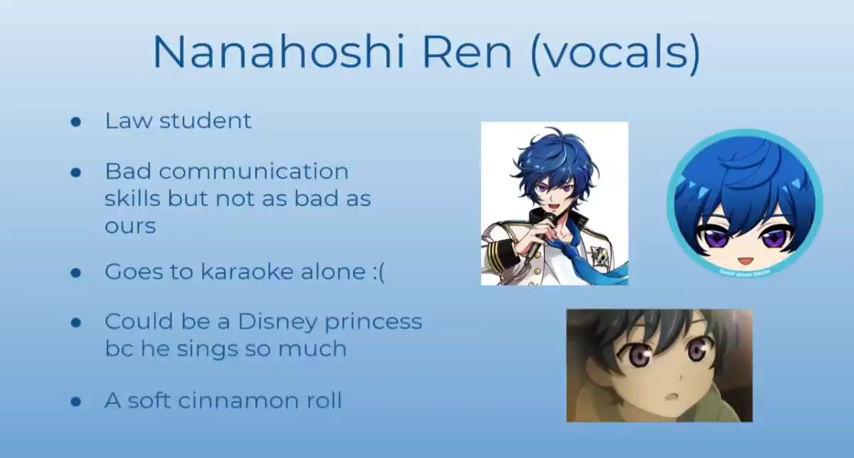 Nanahoshi Ren (vocals)
● Law student
● Bad communication
skills but not as bad as
ours
● Goes to karaoke alone :(
● Could be a Disney princess
bc he sings so much
● A soft cinnamon roll